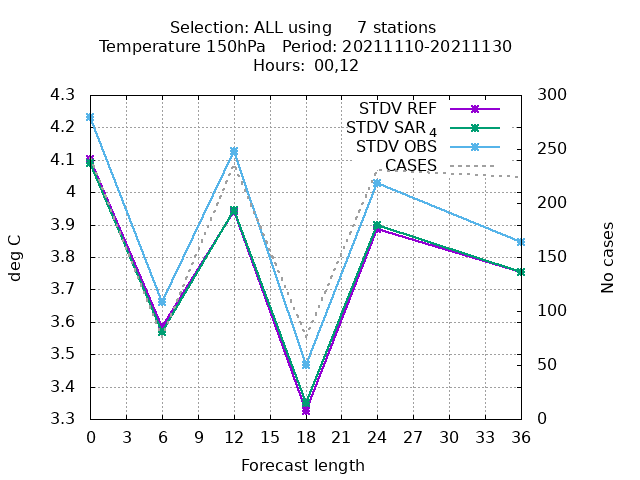 Selection: ALL using     7 stations
Temperature 150hPa   Period: 20211110-20211130
Hours:  00,12
4.3
4.2
4.1
4
3.9
3.8
3.7
3.6
3.5
3.4
3.3
300
250
200
150
100
50
0
STDV REF
STDV SAR₄
STDV OBS
CASES
deg C
No cases
0 3 6 9 12 15 18 21 24 27 30 33 36
Forecast length